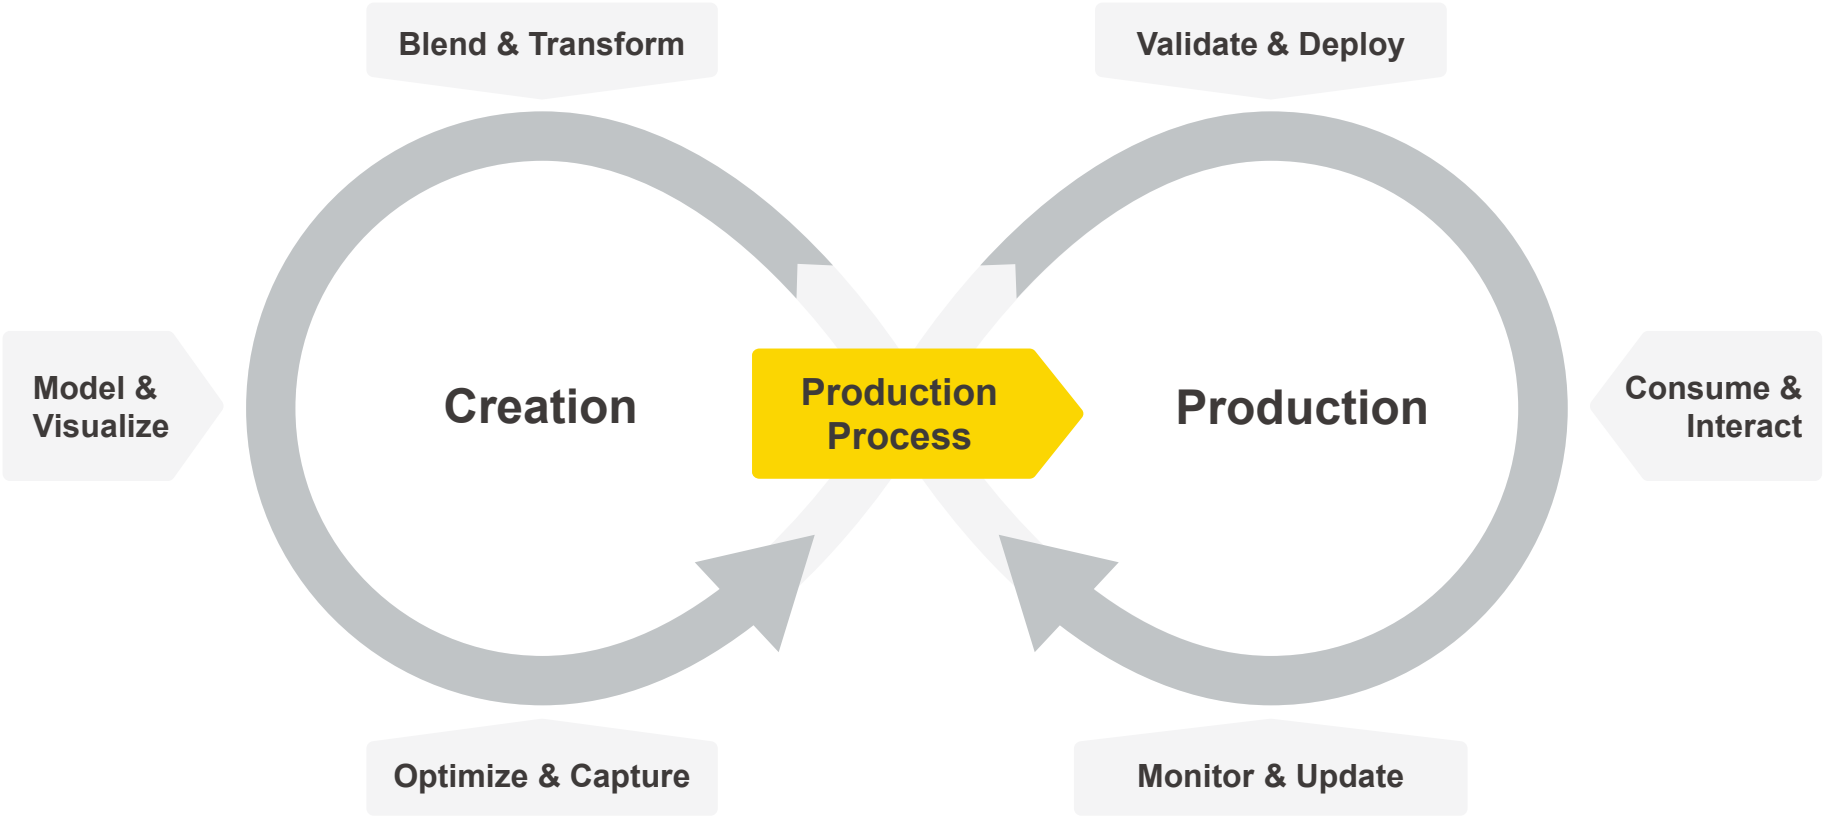 Blend & Transform
Validate & Deploy
Model &
Visualize
Creation
Production
Process
Production
Consume &
Interact
Optimize & Capture
Monitor & Update